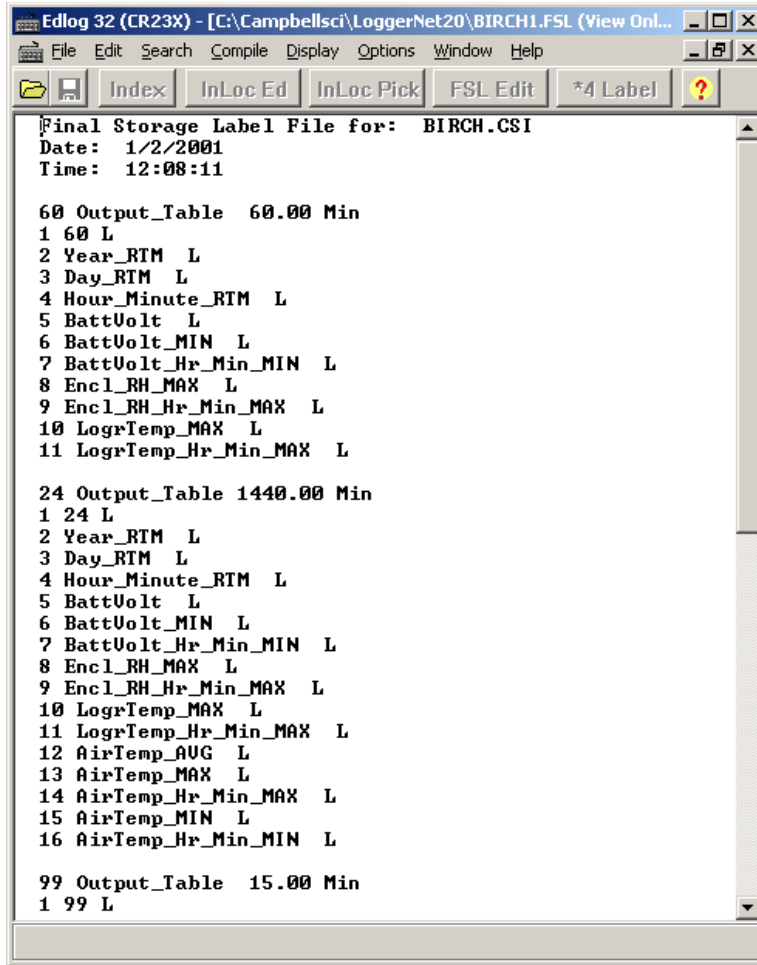 Edlog 32 (CR23X) - [C:\Campbellsci\LoggerNet20\BIRCH1.FSL (View Onl...
File Edit Search Compile Display Options Window Help
Index InLoc Ed InLoc Pick FSL Edit *4 Label ?
Final Storage Label File for:  BIRCH.CSI
Date:  1/2/2001
Time:  12:08:11
60 Output_Table  60.00 Min
1 60 L
2 Year_RTM  L
3 Day_RTM  L
4 Hour_Minute_RTM  L
5 BattVolt  L
6 BattVolt_MIN  L
7 BattVolt_Hr_Min_MIN  L
8 Encl_RH_MAX  L
9 Encl_RH_Hr_Min_MAX  L
10 LogrTemp_MAX  L
11 LogrTemp_Hr_Min_MAX  L
24 Output_Table 1440.00 Min
1 24 L
2 Year_RTM  L
3 Day_RTM  L
4 Hour_Minute_RTM  L
5 BattVolt  L
6 BattVolt_MIN  L
7 BattVolt_Hr_Min_MIN  L
8 Encl_RH_MAX  L
9 Encl_RH_Hr_Min_MAX  L
10 LogrTemp_MAX  L
11 LogrTemp_Hr_Min_MAX  L
12 AirTemp_AVG  L
13 AirTemp_MAX  L
14 AirTemp_Hr_Min_MAX  L
15 AirTemp_MIN  L
16 AirTemp_Hr_Min_MIN  L
99 Output_Table  15.00 Min
1 99 L